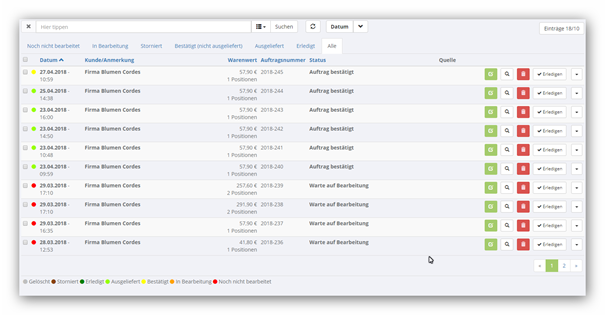 Hier tippen Suchen Datum Einträge 18/10
Noch nicht bearbeitet In Bearbeitung Storniert Bestätigt (nicht ausgeliefert) Ausgeliefert Erledigt Alle
Datum Kunde/Anmerkung Warenwert Auftragsnummer Status Quelle
27.04.2018 - Firma Blumen Cordes 57,90 € 2018-245 Auftrag bestätigt Erledigen
10:59 1 Positionen
25.04.2018 - Firma Blumen Cordes 57,90 € 2018-244 Auftrag bestätigt Erledigen
14:38 1 Positionen
23.04.2018 - Firma Blumen Cordes 57,90 € 2018-243 Auftrag bestätigt Erledigen
16:00 1 Positionen
23.04.2018 - Firma Blumen Cordes 57,90 € 2018-242 Auftrag bestätigt Erledigen
14:50 1 Positionen
23.04.2018 - Firma Blumen Cordes 57,90 € 2018-241 Auftrag bestätigt Erledigen
10:48 1 Positionen
23.04.2018 - Firma Blumen Cordes 57,90 € 2018-240 Auftrag bestätigt Erledigen
09:59 1 Positionen
29.03.2018 - Firma Blumen Cordes 257,60 € 2018-239 Warte auf Bearbeitung Erledigen
17:10 2 Positionen
29.03.2018 - Firma Blumen Cordes 291,90 € 2018-238 Warte auf Bearbeitung Erledigen
17:10 2 Positionen
29.03.2018 - Firma Blumen Cordes 57,90 € 2018-237 Warte auf Bearbeitung Erledigen
16:35 1 Positionen
28.03.2018 - Firma Blumen Cordes 41,80 € 2018-236 Warte auf Bearbeitung Erledigen
12:53 1 Positionen
« 1 2 »
Gelöscht Storniert Erledigt Ausgeliefert Bestätigt In Bearbeitung Noch nicht bearbeitet